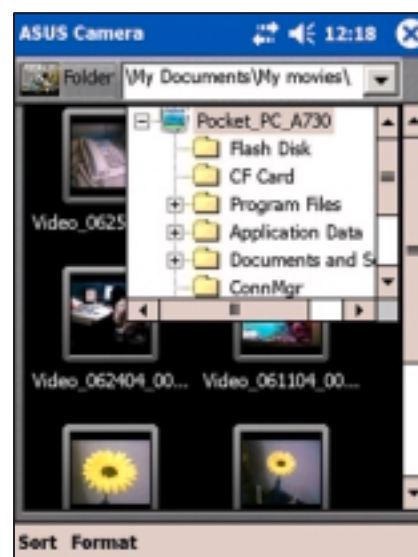 ASUS Camera 12:18
Folder \My Documents\My movies\
Pocket_PC_A730
Flash Disk
CF Card
Program Files
Application Data
Documents and S
ConnMgr
Video_0625
Video_062404_00... Video_061104_00...
Sort Format